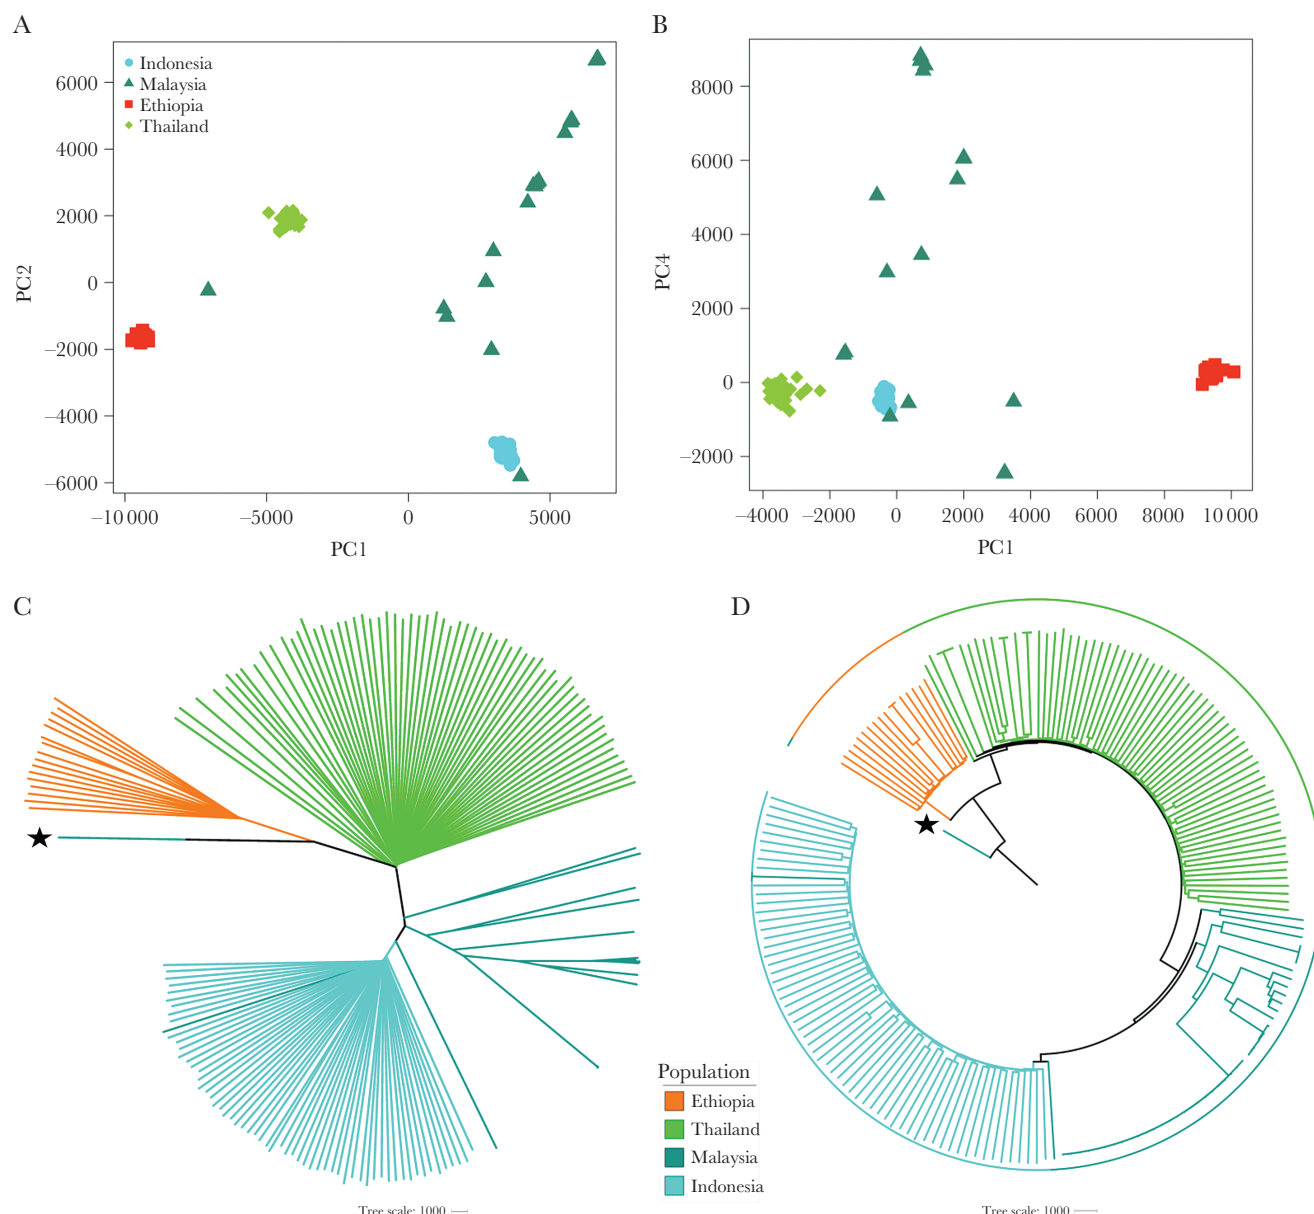 A
B
Indonesia
Malaysia
Ethiopia
Thailand
6000
4000
2000
0
–2000
–4000
–6000
PC2
–10 000
–5000
0
5000
PC1
8000
6000
4000
2000
0
–2000
PC4
–4000
–2000
0
2000
4000
6000
8000
10 000
PC1
C
D
Population
Ethiopia
Thailand
Malaysia
Indonesia
Tree scale: 1000
Tree scale: 1000